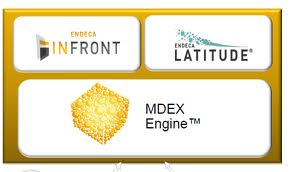 ENDECA
INFRONT
ENDECA
LATITUDE®
MDEX
Engine™